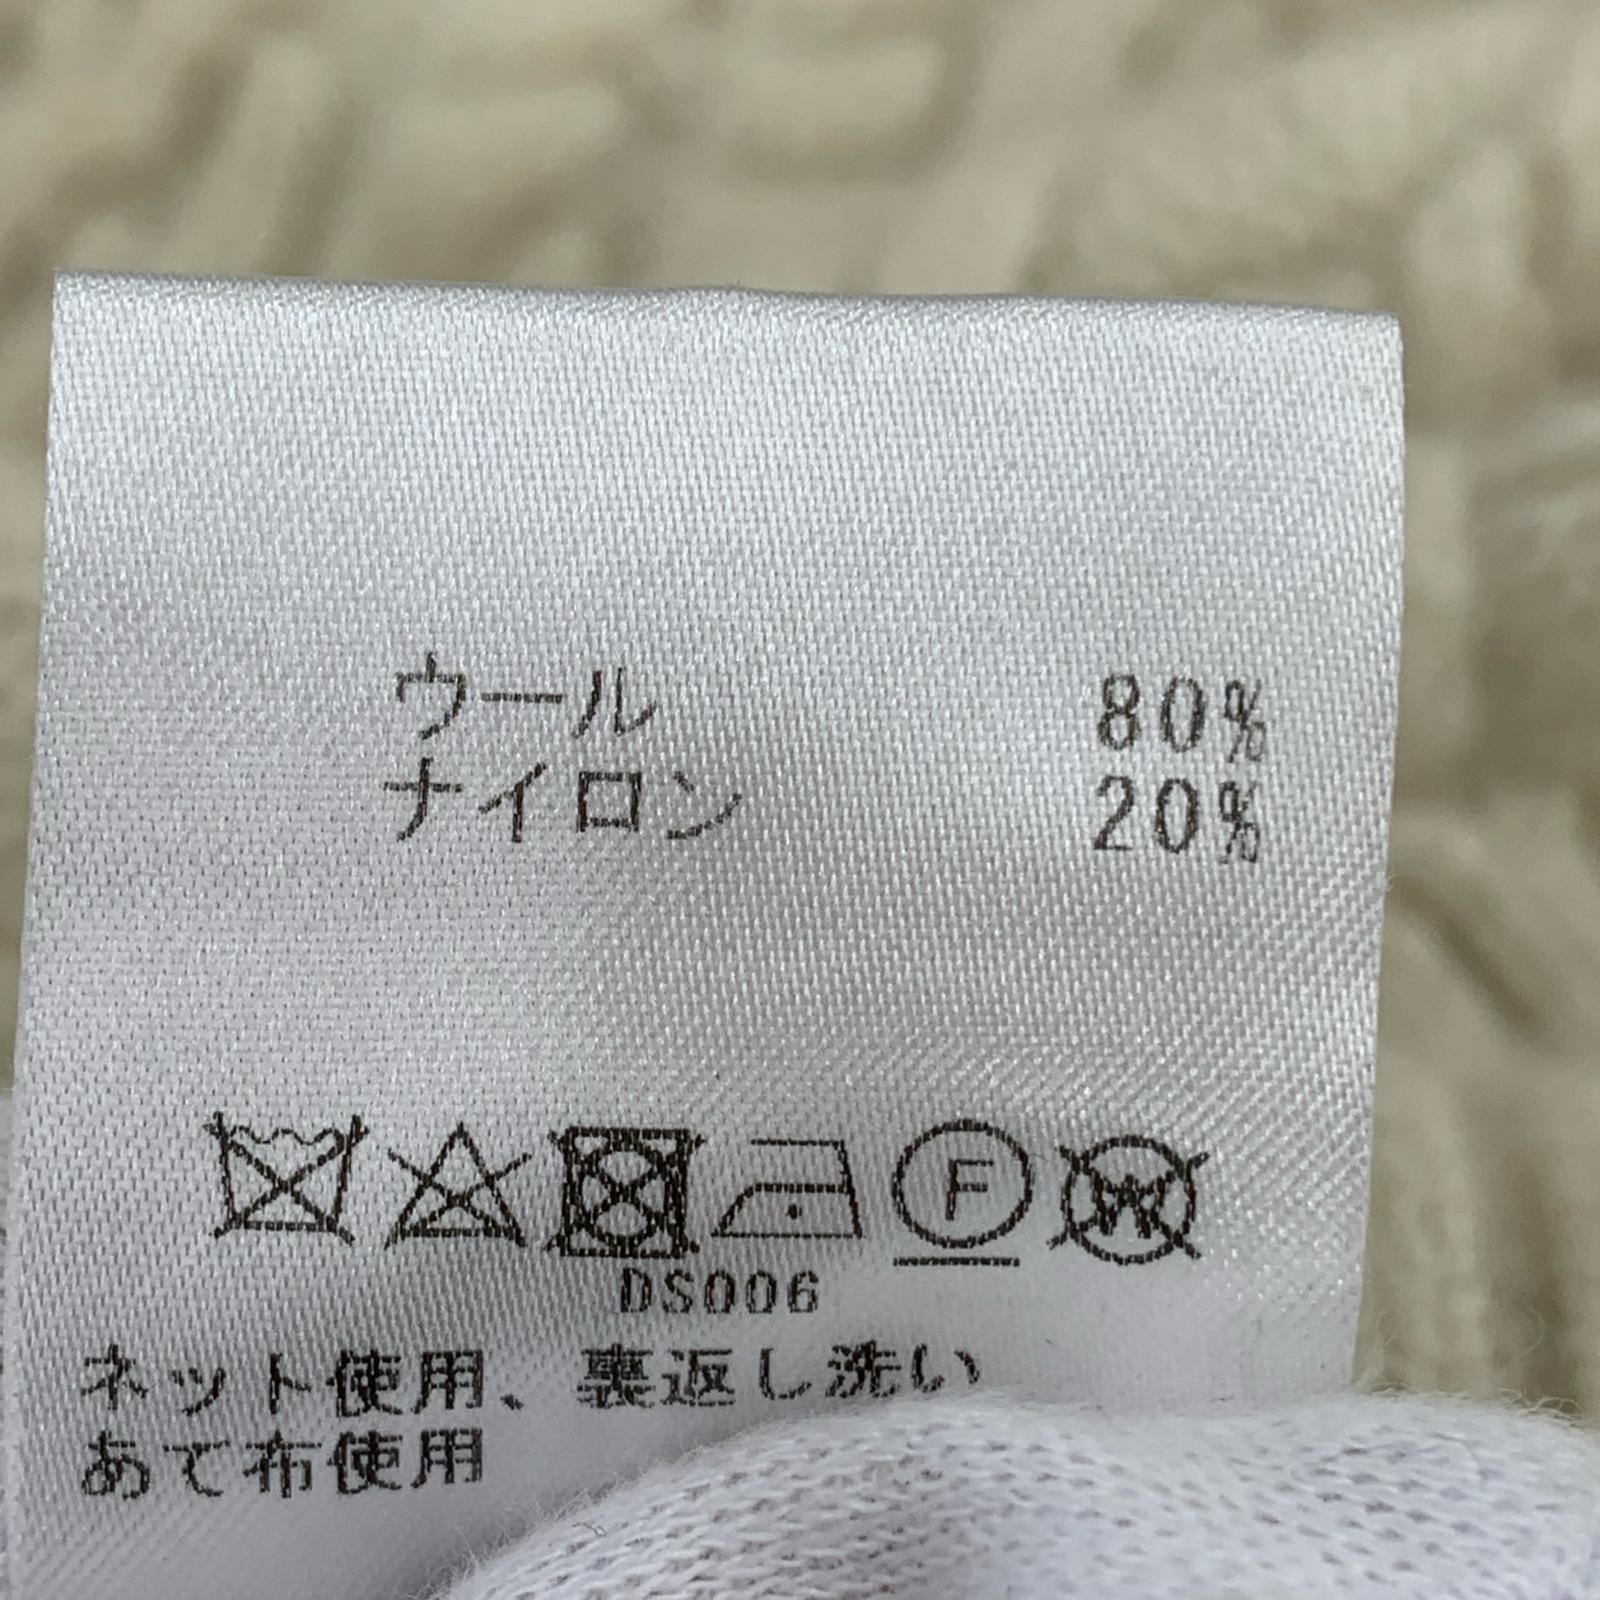 ウール 80%
ナイロン 20%
F
W
DS006
ネット使用、裏返し洗い
あて布使用